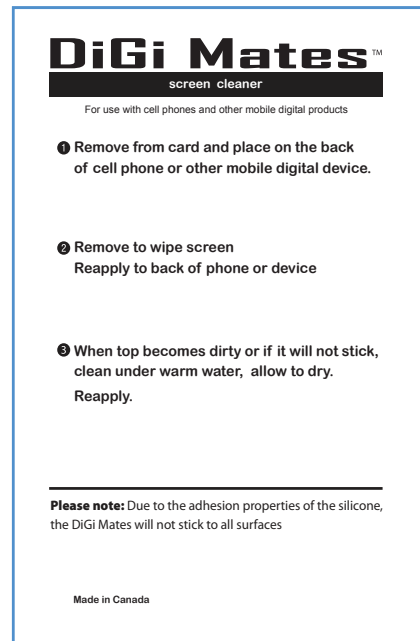 DiGi Mates™
screen cleaner
For use with cell phones and other mobile digital products
❶ Remove from card and place on the back
of cell phone or other mobile digital device.
❷ Remove to wipe screen
Reapply to back of phone or device
❸ When top becomes dirty or if it will not stick,
clean under warm water, allow to dry.
Reapply.
Please note: Due to the adhesion properties of the silicone,
the DiGi Mates will not stick to all surfaces
Made in Canada